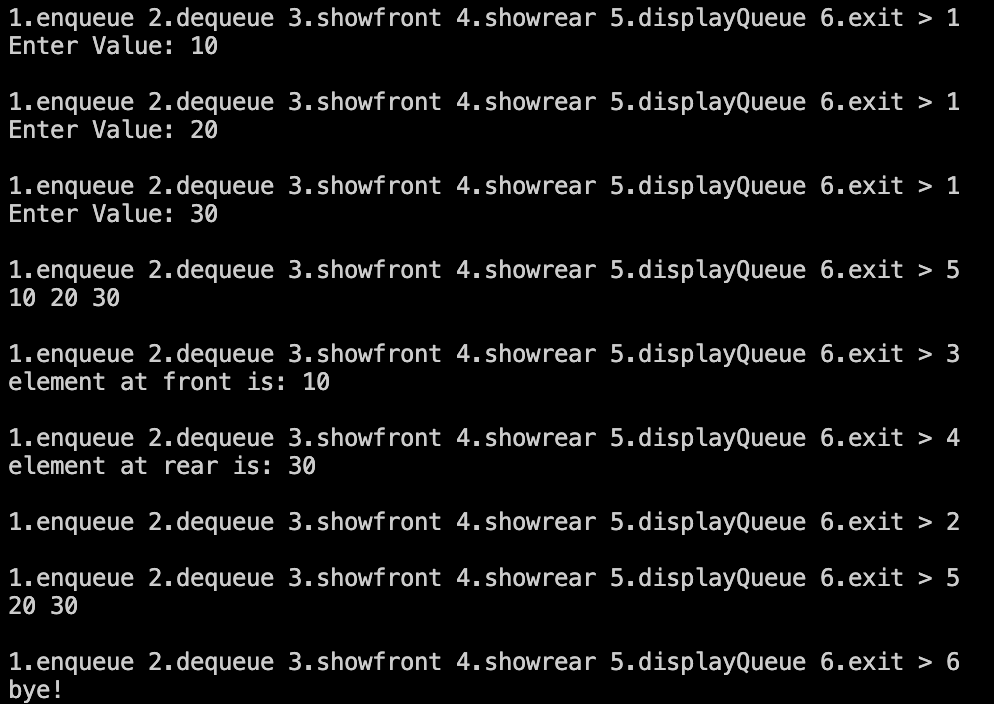 1.enqueue 2.dequeue 3.showfront 4.showrear 5.displayQueue 6.exit > 1
Enter Value: 10
1.enqueue 2.dequeue 3.showfront 4.showrear 5.displayQueue 6.exit > 1
Enter Value: 20
1.enqueue 2.dequeue 3.showfront 4.showrear 5.displayQueue 6.exit > 1
Enter Value: 30
1.enqueue 2.dequeue 3.showfront 4.showrear 5.displayQueue 6.exit > 5
10 20 30
1.enqueue 2.dequeue 3.showfront 4.showrear 5.displayQueue 6.exit > 3
element at front is: 10
1.enqueue 2.dequeue 3.showfront 4.showrear 5.displayQueue 6.exit > 4
element at rear is: 30
1.enqueue 2.dequeue 3.showfront 4.showrear 5.displayQueue 6.exit > 2
1.enqueue 2.dequeue 3.showfront 4.showrear 5.displayQueue 6.exit > 5
20 30
1.enqueue 2.dequeue 3.showfront 4.showrear 5.displayQueue 6.exit > 6
bye!